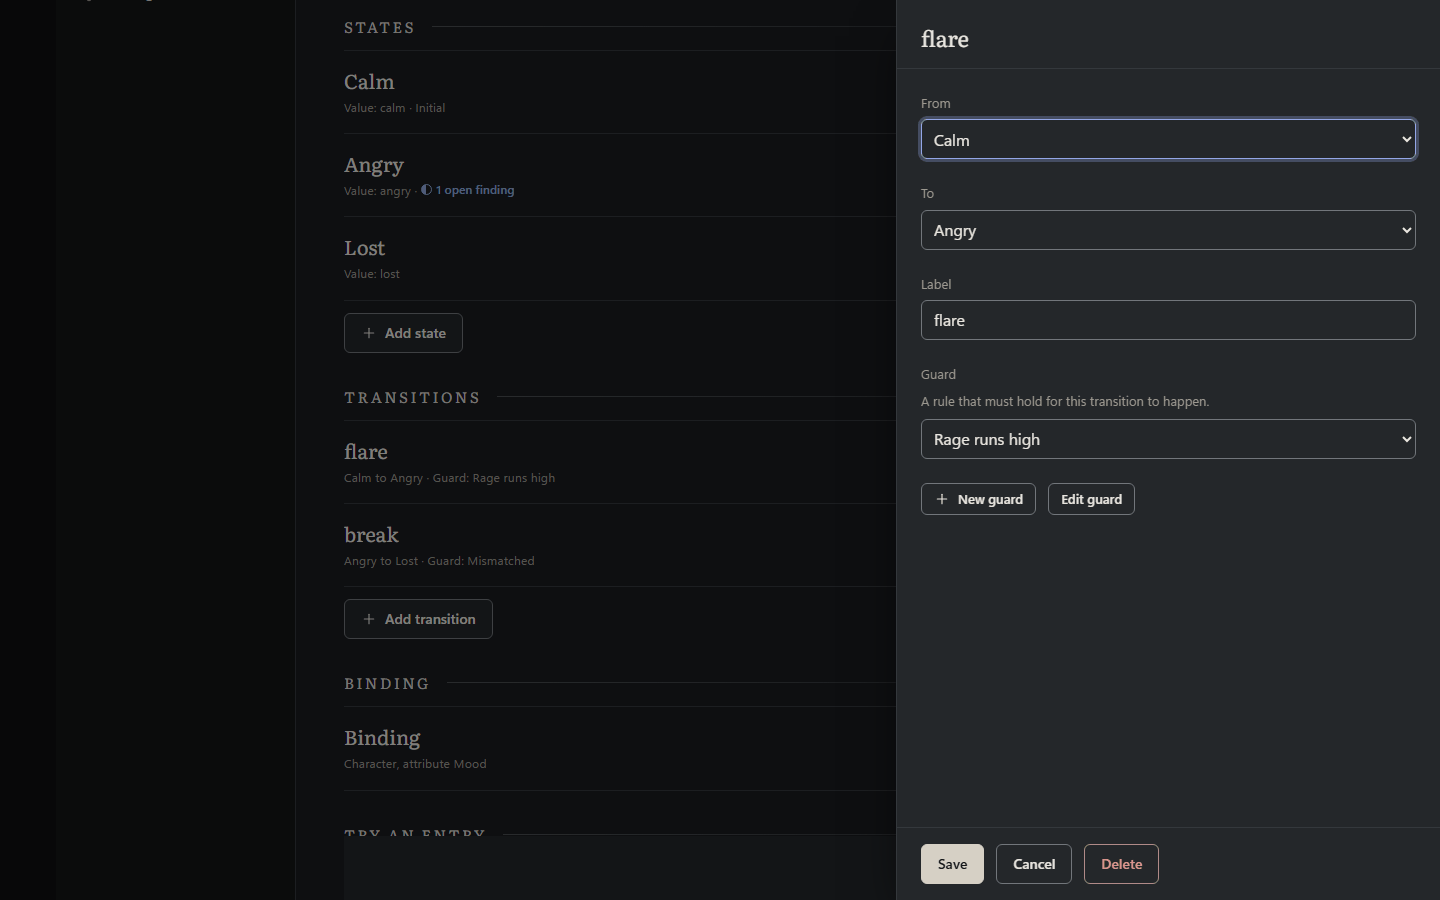 STATES
Calm
Value: calm · Initial
Angry
Value: angry · 1 open finding
Lost
Value: lost
+ Add state
TRANSITIONS
flare
Calm to Angry · Guard: Rage runs high
break
Angry to Lost · Guard: Mismatched
+ Add transition
BINDING
Binding
Character, attribute Mood
TRY AN ENTRY
flare
From
Calm
To
Angry
Label
flare
Guard
A rule that must hold for this transition to happen.
Rage runs high
+ New guard
Edit guard
Save
Cancel
Delete